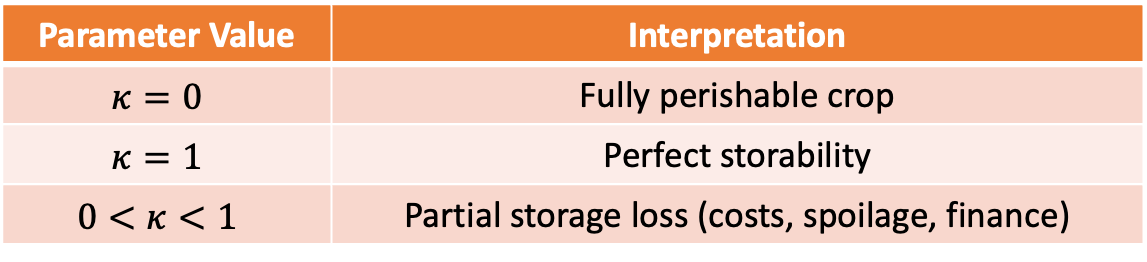 Parameter Value Interpretation
κ = 0 Fully perishable crop
κ = 1 Perfect storability
0 < κ < 1 Partial storage loss (costs, spoilage, finance)